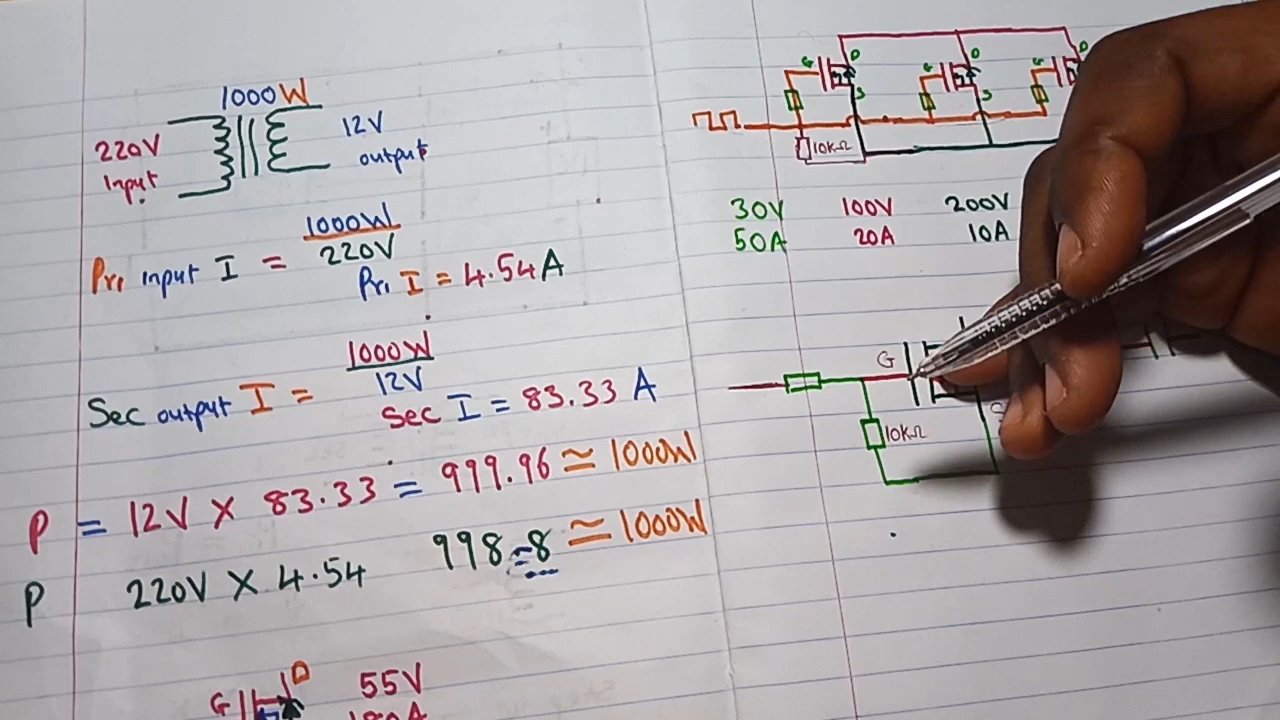 1000W
220V
Input
12V
output
Pri input I = 1000W
220V
Pri I = 4.54A
Sec output I = 1000W
12V
Sec I = 83.33 A
P = 12V X 83.33 = 999.96 ≃ 1000W
P 220V X 4.54 998.8 ≃ 1000W
G D 55V
G D S G D S G D
10kΩ
30V 100V 200V
50A 20A 10A
G
10kΩ
S